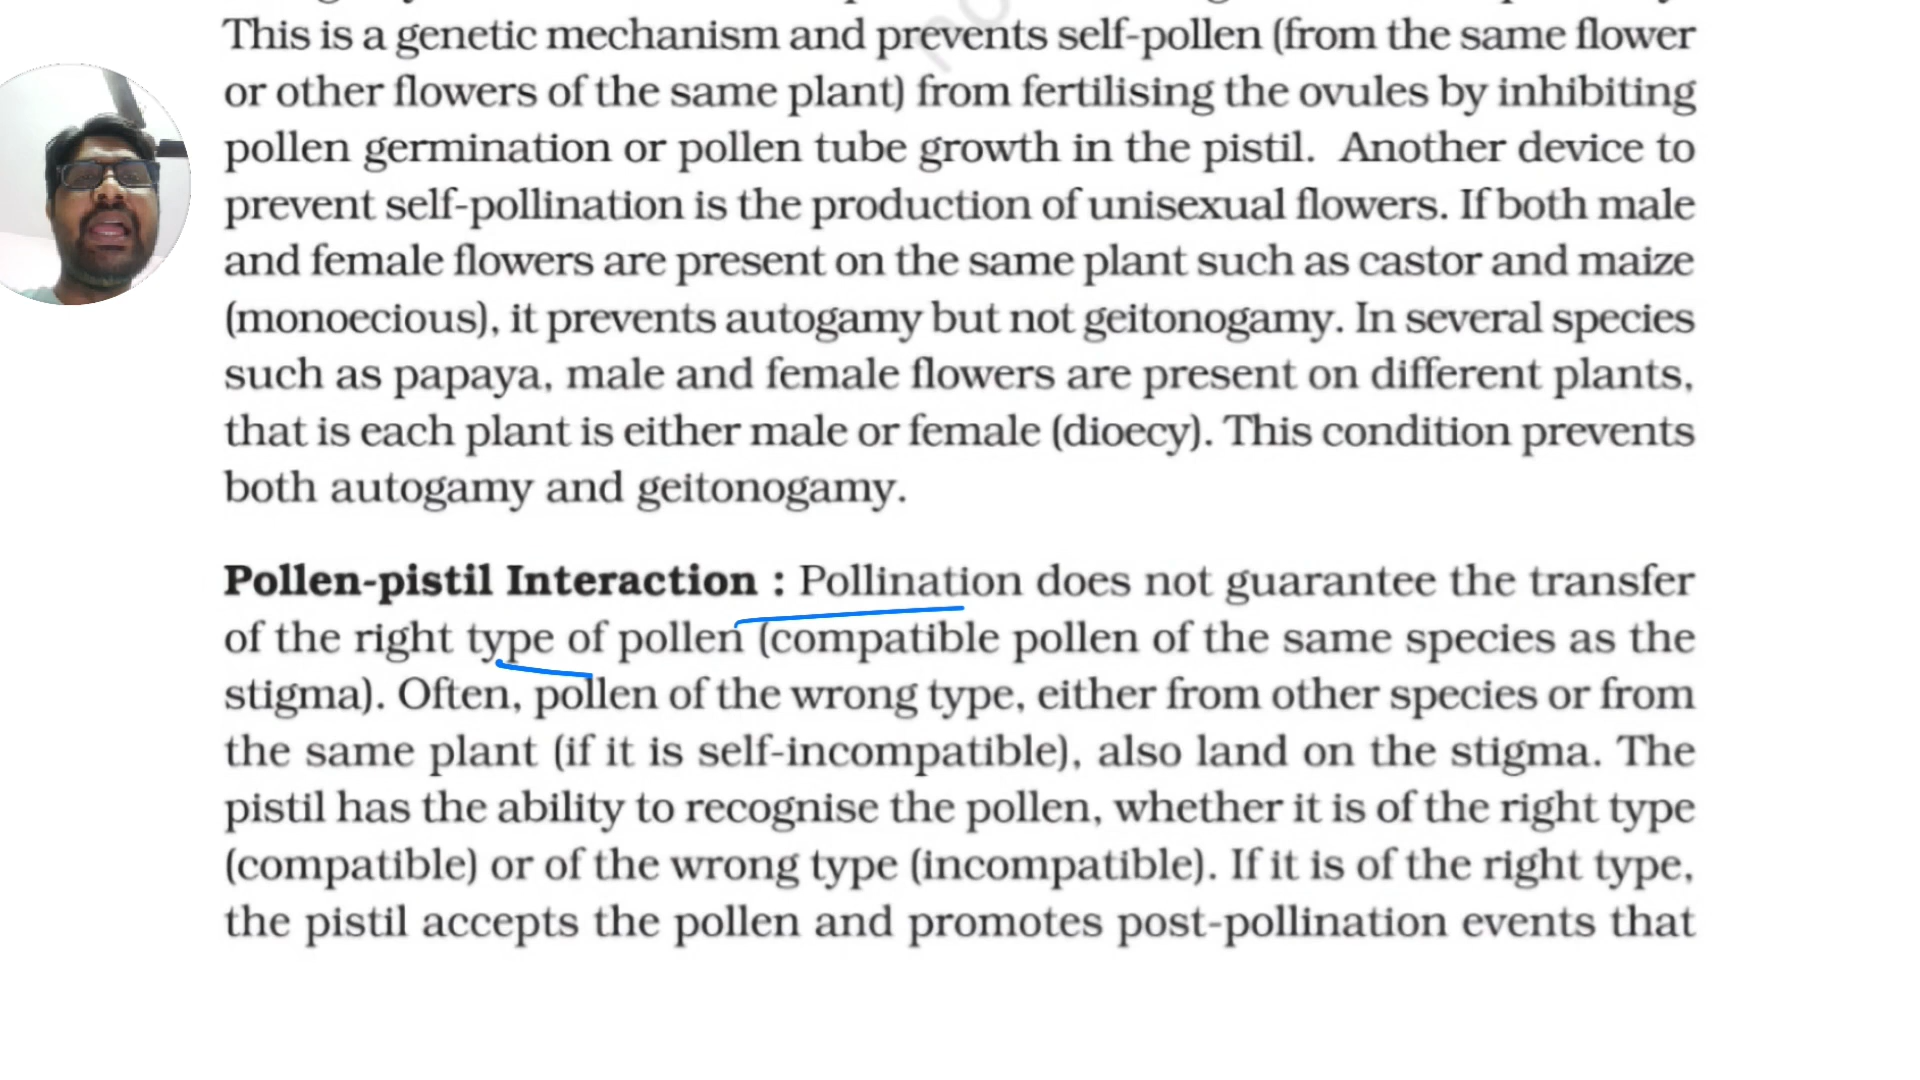 This is a genetic mechanism and prevents self-pollen (from the same flower
or other flowers of the same plant) from fertilising the ovules by inhibiting
pollen germination or pollen tube growth in the pistil. Another device to
prevent self-pollination is the production of unisexual flowers. If both male
and female flowers are present on the same plant such as castor and maize
(monoecious), it prevents autogamy but not geitonogamy. In several species
such as papaya, male and female flowers are present on different plants,
that is each plant is either male or female (dioecy). This condition prevents
both autogamy and geitonogamy.
Pollen-pistil Interaction : Pollination does not guarantee the transfer
of the right type of pollen (compatible pollen of the same species as the
stigma). Often, pollen of the wrong type, either from other species or from
the same plant (if it is self-incompatible), also land on the stigma. The
pistil has the ability to recognise the pollen, whether it is of the right type
(compatible) or of the wrong type (incompatible). If it is of the right type,
the pistil accepts the pollen and promotes post-pollination events that